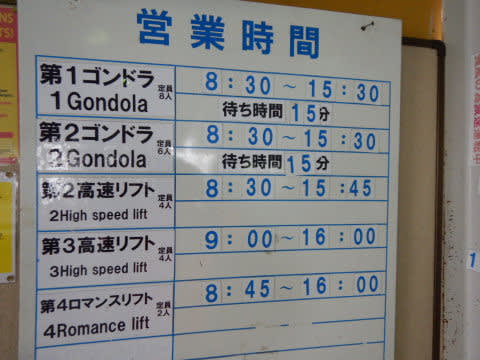 営業時間
第1ゴンドラ 定員8人 8:30~15:30
1Gondola 待ち時間15分
第2ゴンドラ 定員6人 8:30~15:30
2Gondola 待ち時間15分
第2高速リフト 定員4人 8:30~15:45
2High speed lift
第3高速リフト 定員4人 9:00~16:00
3High speed lift
第4ロマンスリフト 定員2人 8:45~16:00
4Romance lift
1